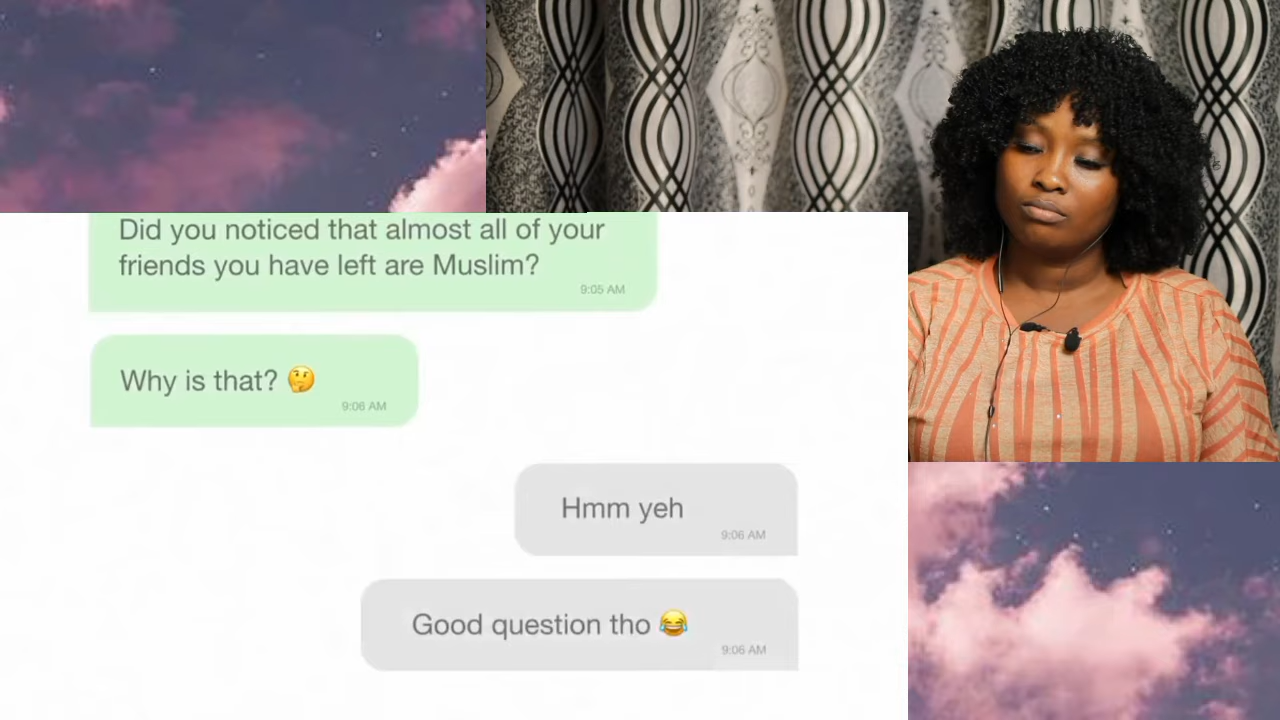 Did you noticed that almost all of your
friends you have left are Muslim?
9:05 AM
Why is that? 🤔
9:06 AM
Hmm yeh
9:06 AM
Good question tho 😂
9:06 AM